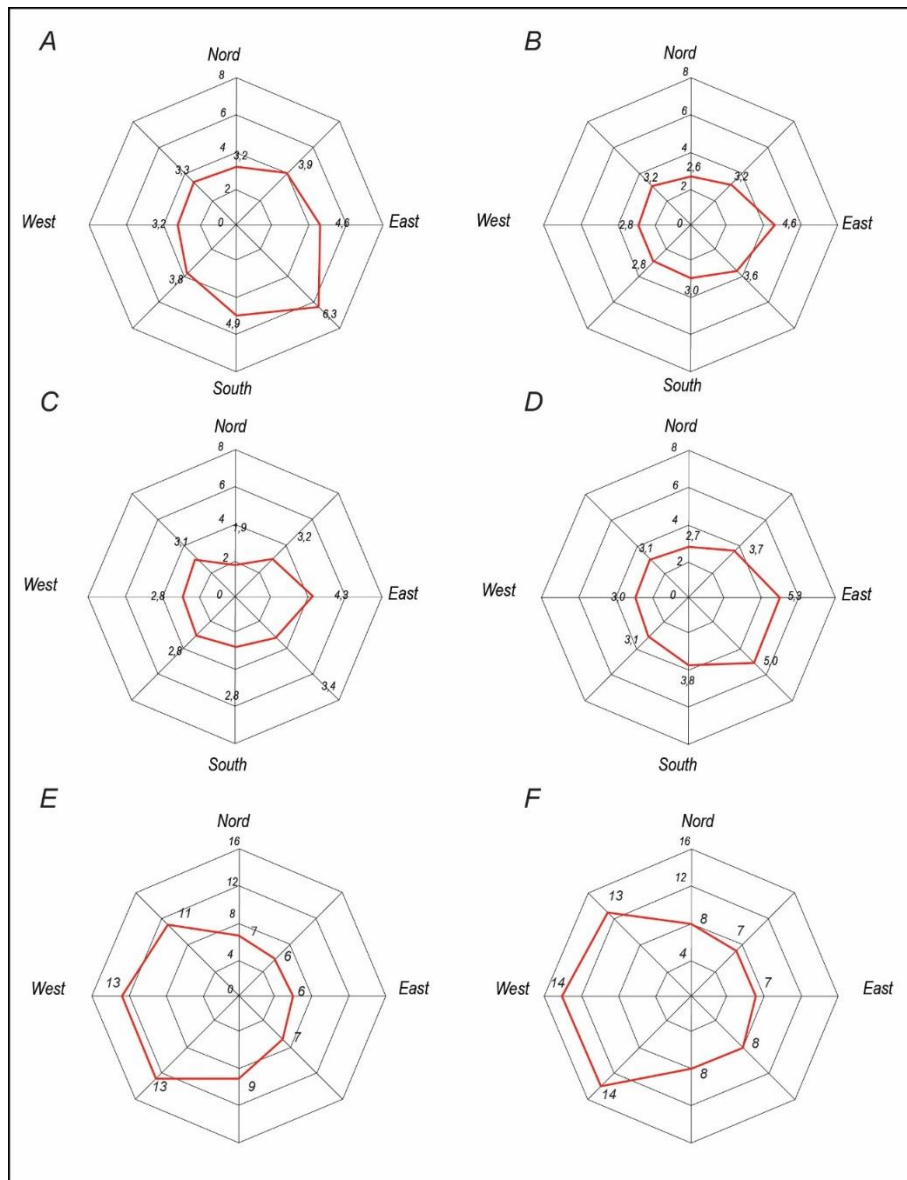 A
B
Nord
Nord
8
8
6
6
4
4
3,2
2,6
3,3
3,9
3,2
3,2
2
2
West
3,2
0
4,6
East
West
2,8
0
4,6
East
3,8
2,8
3,6
4,9
6,3
3,0
South
C
D
Nord
Nord
8
8
6
6
4
4
1,9
2,7
3,1
3,2
3,1
3,7
2
2
West
2,8
0
4,3
East
West
3,0
0
5,3
East
2,8
3,1
2,8
3,4
3,8
5,0
South
South
E
F
Nord
Nord
16
16
12
12
11
13
8
7
8
7
4
6
4
West
13
0
6
East
West
14
7
East
7
8
13
9
14
8